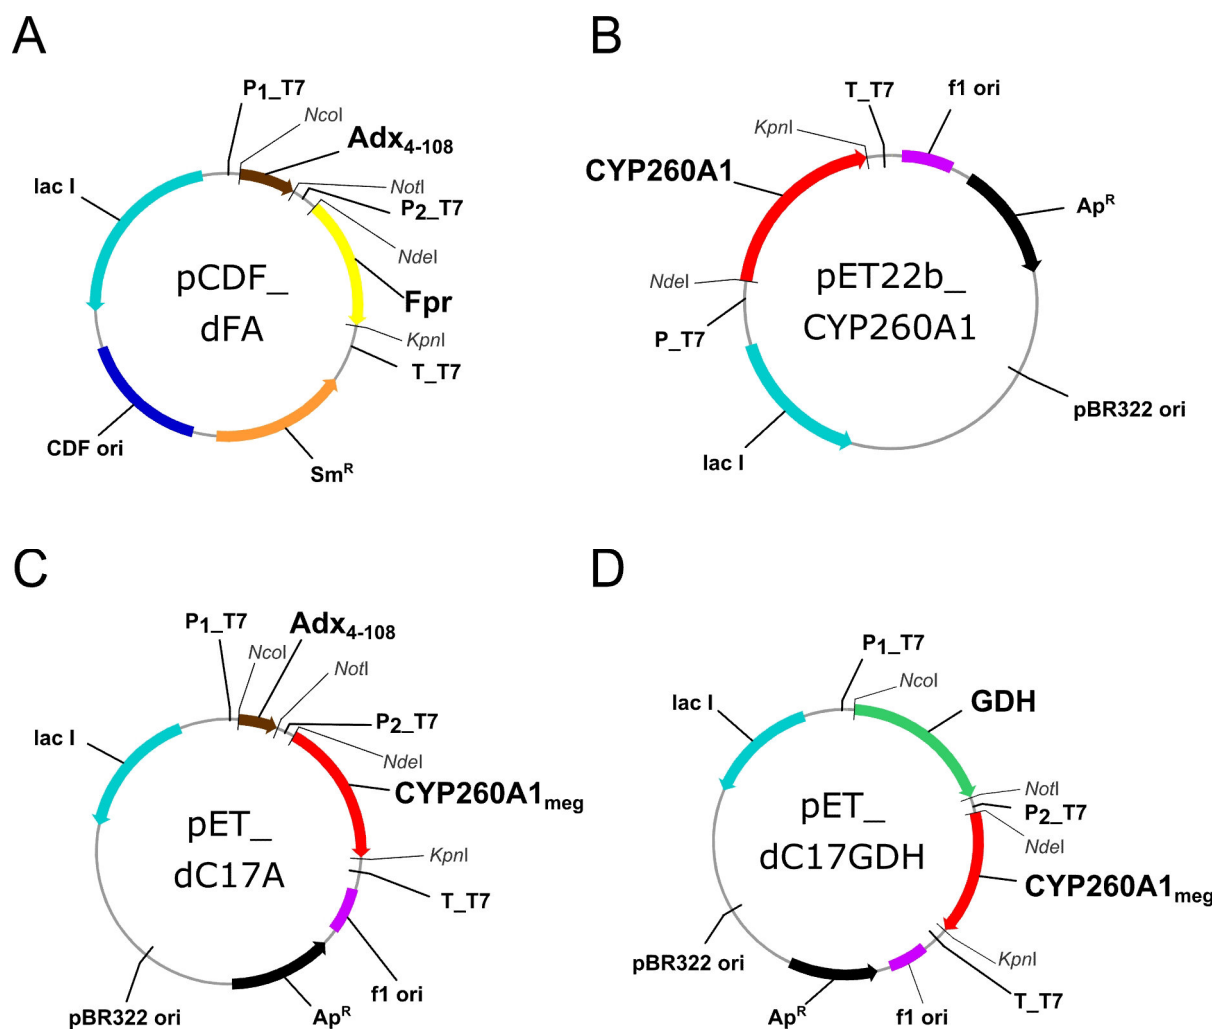 A
P1_T7
NcoI
Adx4-108
lac I
NotI
P2_T7
NdeI
pCDF_
dFA
Fpr
KpnI
T_T7
CDF ori
SmR
B
T_T7
f1 ori
KpnI
CYP260A1
ApR
NdeI
pET22b_
CYP260A1
P_T7
pBR322 ori
lac I
C
P1_T7
Adx4-108
NcoI
NotI
P2_T7
lac I
NdeI
CYP260A1meg
pET_
dC17A
KpnI
T_T7
f1 ori
pBR322 ori
ApR
D
P1_T7
NcoI
GDH
lac I
NotI
P2_T7
pET_
dC17GDH
NdeI
CYP260A1meg
pBR322 ori
KpnI
T_T7
ApR
f1 ori